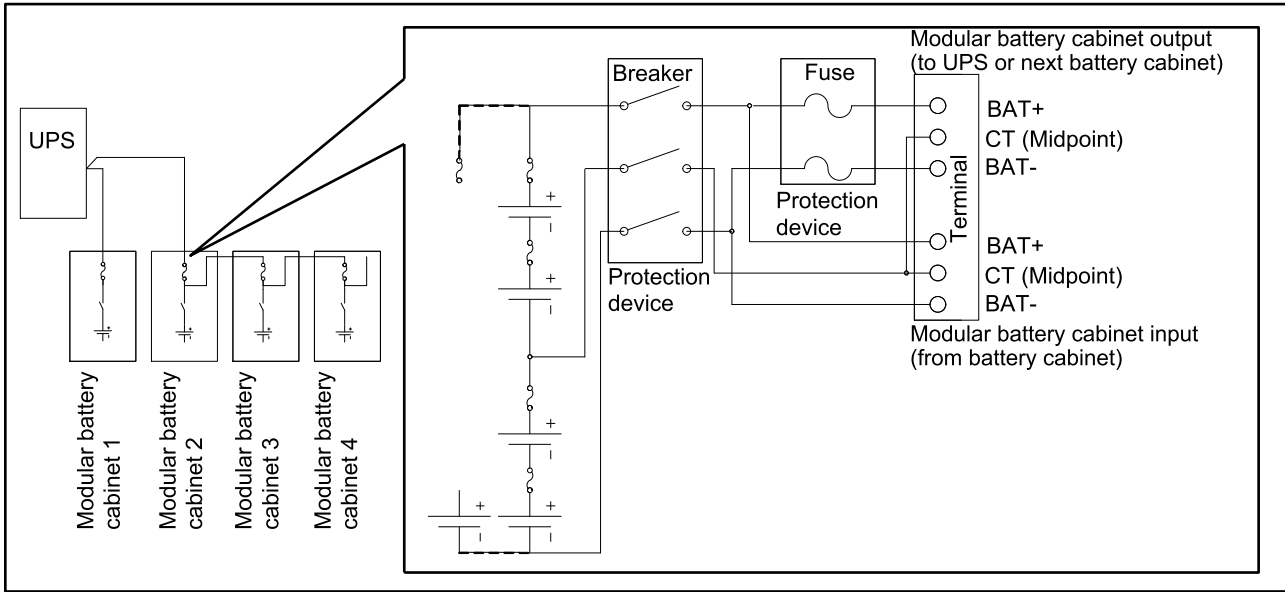 UPS
Modular battery
cabinet 1
Modular battery
cabinet 2
Modular battery
cabinet 3
Modular battery
cabinet 4
Breaker
Protection
device
Fuse
Protection
device
Modular battery cabinet output
(to UPS or next battery cabinet)
Terminal
BAT+
CT (Midpoint)
BAT-
BAT+
CT (Midpoint)
BAT-
Modular battery cabinet input
(from battery cabinet)